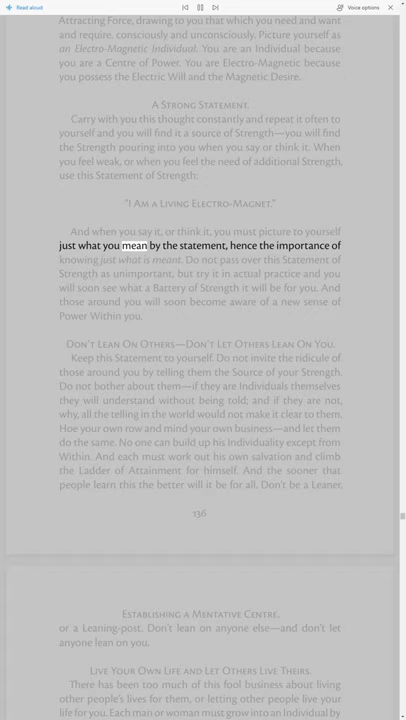 Read aloud
Voice options
Attracting Force, drawing to you that which you need and want
and require, consciously and unconsciously. Picture yourself as
an Electro-Magnetic Individual. You are an Individual because
you are a Centre of Power. You are Electro-Magnetic because
you possess the Electric Will and the Magnetic Desire.
A Strong Statement.
Carry with you this thought constantly and repeat it often to
yourself and you will find it a source of Strength—you will find
the Strength pouring into you when you say or think it. When
you feel weak, or when you feel the need of additional Strength,
use this Statement of Strength:
"I Am a Living Electro-Magnet."
And when you say it, or think it, you must picture to yourself
just what you mean by the statement, hence the importance of
knowing just what is meant. Do not pass over this Statement of
Strength as unimportant, but try it in actual practice and you
will soon see what a Battery of Strength it will be for you. And
those around you will soon become aware of a new sense of
Power Within you.
Don't Lean On Others—Don't Let Others Lean On You.
Keep this Statement to yourself. Do not invite the ridicule of
those around you by telling them the Source of your Strength.
Do not bother about them—if they are Individuals themselves
they will understand without being told; and if they are not,
why, all the telling in the world would not make it clear to them.
Hoe your own row and mind your own business—and let them
do the same. No one can build up his Individuality except from
Within. And each must work out his own salvation and climb
the Ladder of Attainment for himself. And the sooner that
people learn this the better will it be for all. Don't be a Leaner,
136
Establishing a Mentative Centre.
or a Leaning-post. Don't lean on anyone else—and don't let
anyone lean on you.
Live Your Own Life and Let Others Live Theirs.
There has been too much of this fool business about living
other people's lives for them, or letting other people live your
life for you. Each man or woman must grow into an Individual by